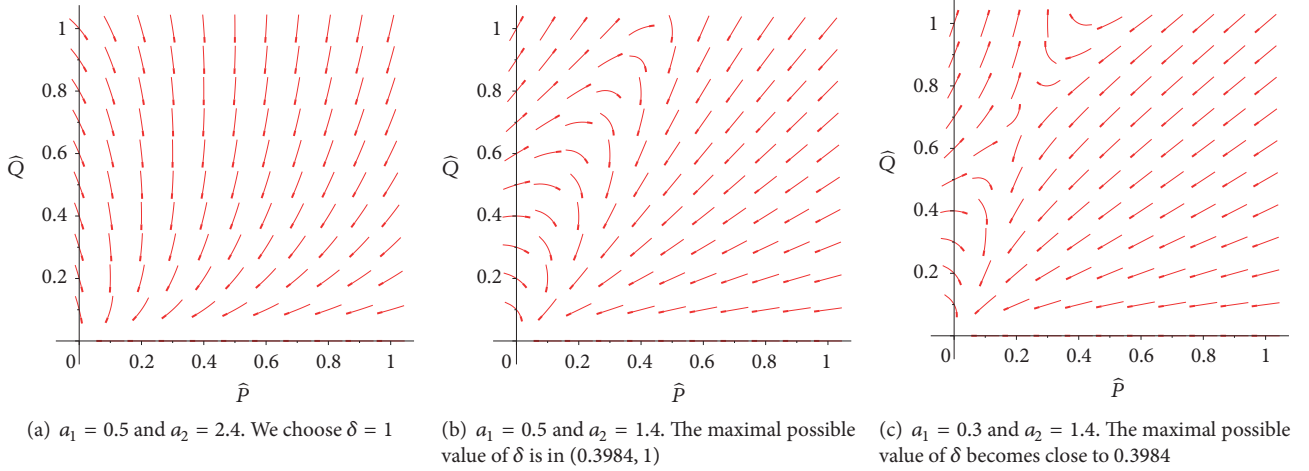 1
0.8
0.6
Q̂
0.4
0.2
0 0.2 0.4 0.6 0.8 1
P̂
(a) a₁ = 0.5 and a₂ = 2.4. We choose δ = 1
1
0.8
0.6
Q̂
0.4
0.2
0 0.2 0.4 0.6 0.8 1
P̂
(b) a₁ = 0.5 and a₂ = 1.4. The maximal possible
value of δ is in (0.3984, 1)
1
0.8
0.6
Q̂
0.4
0.2
0 0.2 0.4 0.6 0.8 1
P̂
(c) a₁ = 0.3 and a₂ = 1.4. The maximal possible
value of δ becomes close to 0.3984